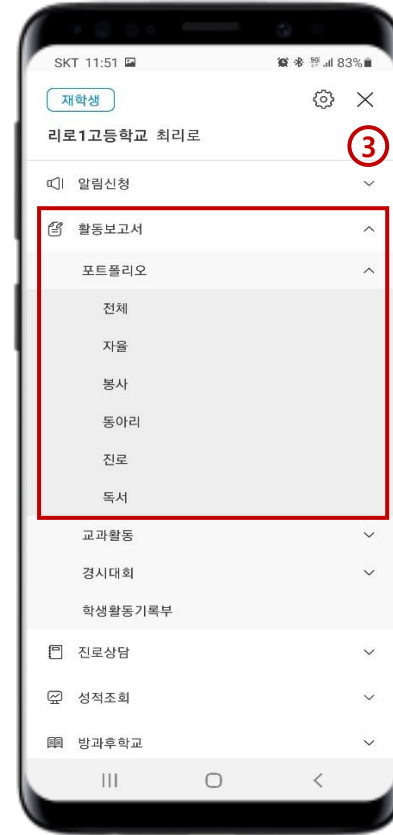 SKT 11:51 83%
재학생
리로1고등학교 최리로
3
알림신청
활동보고서
포트폴리오
전체
자율
봉사
동아리
진로
독서
교과활동
경시대회
학생활동기록부
진로상담
성적조회
방과후학교